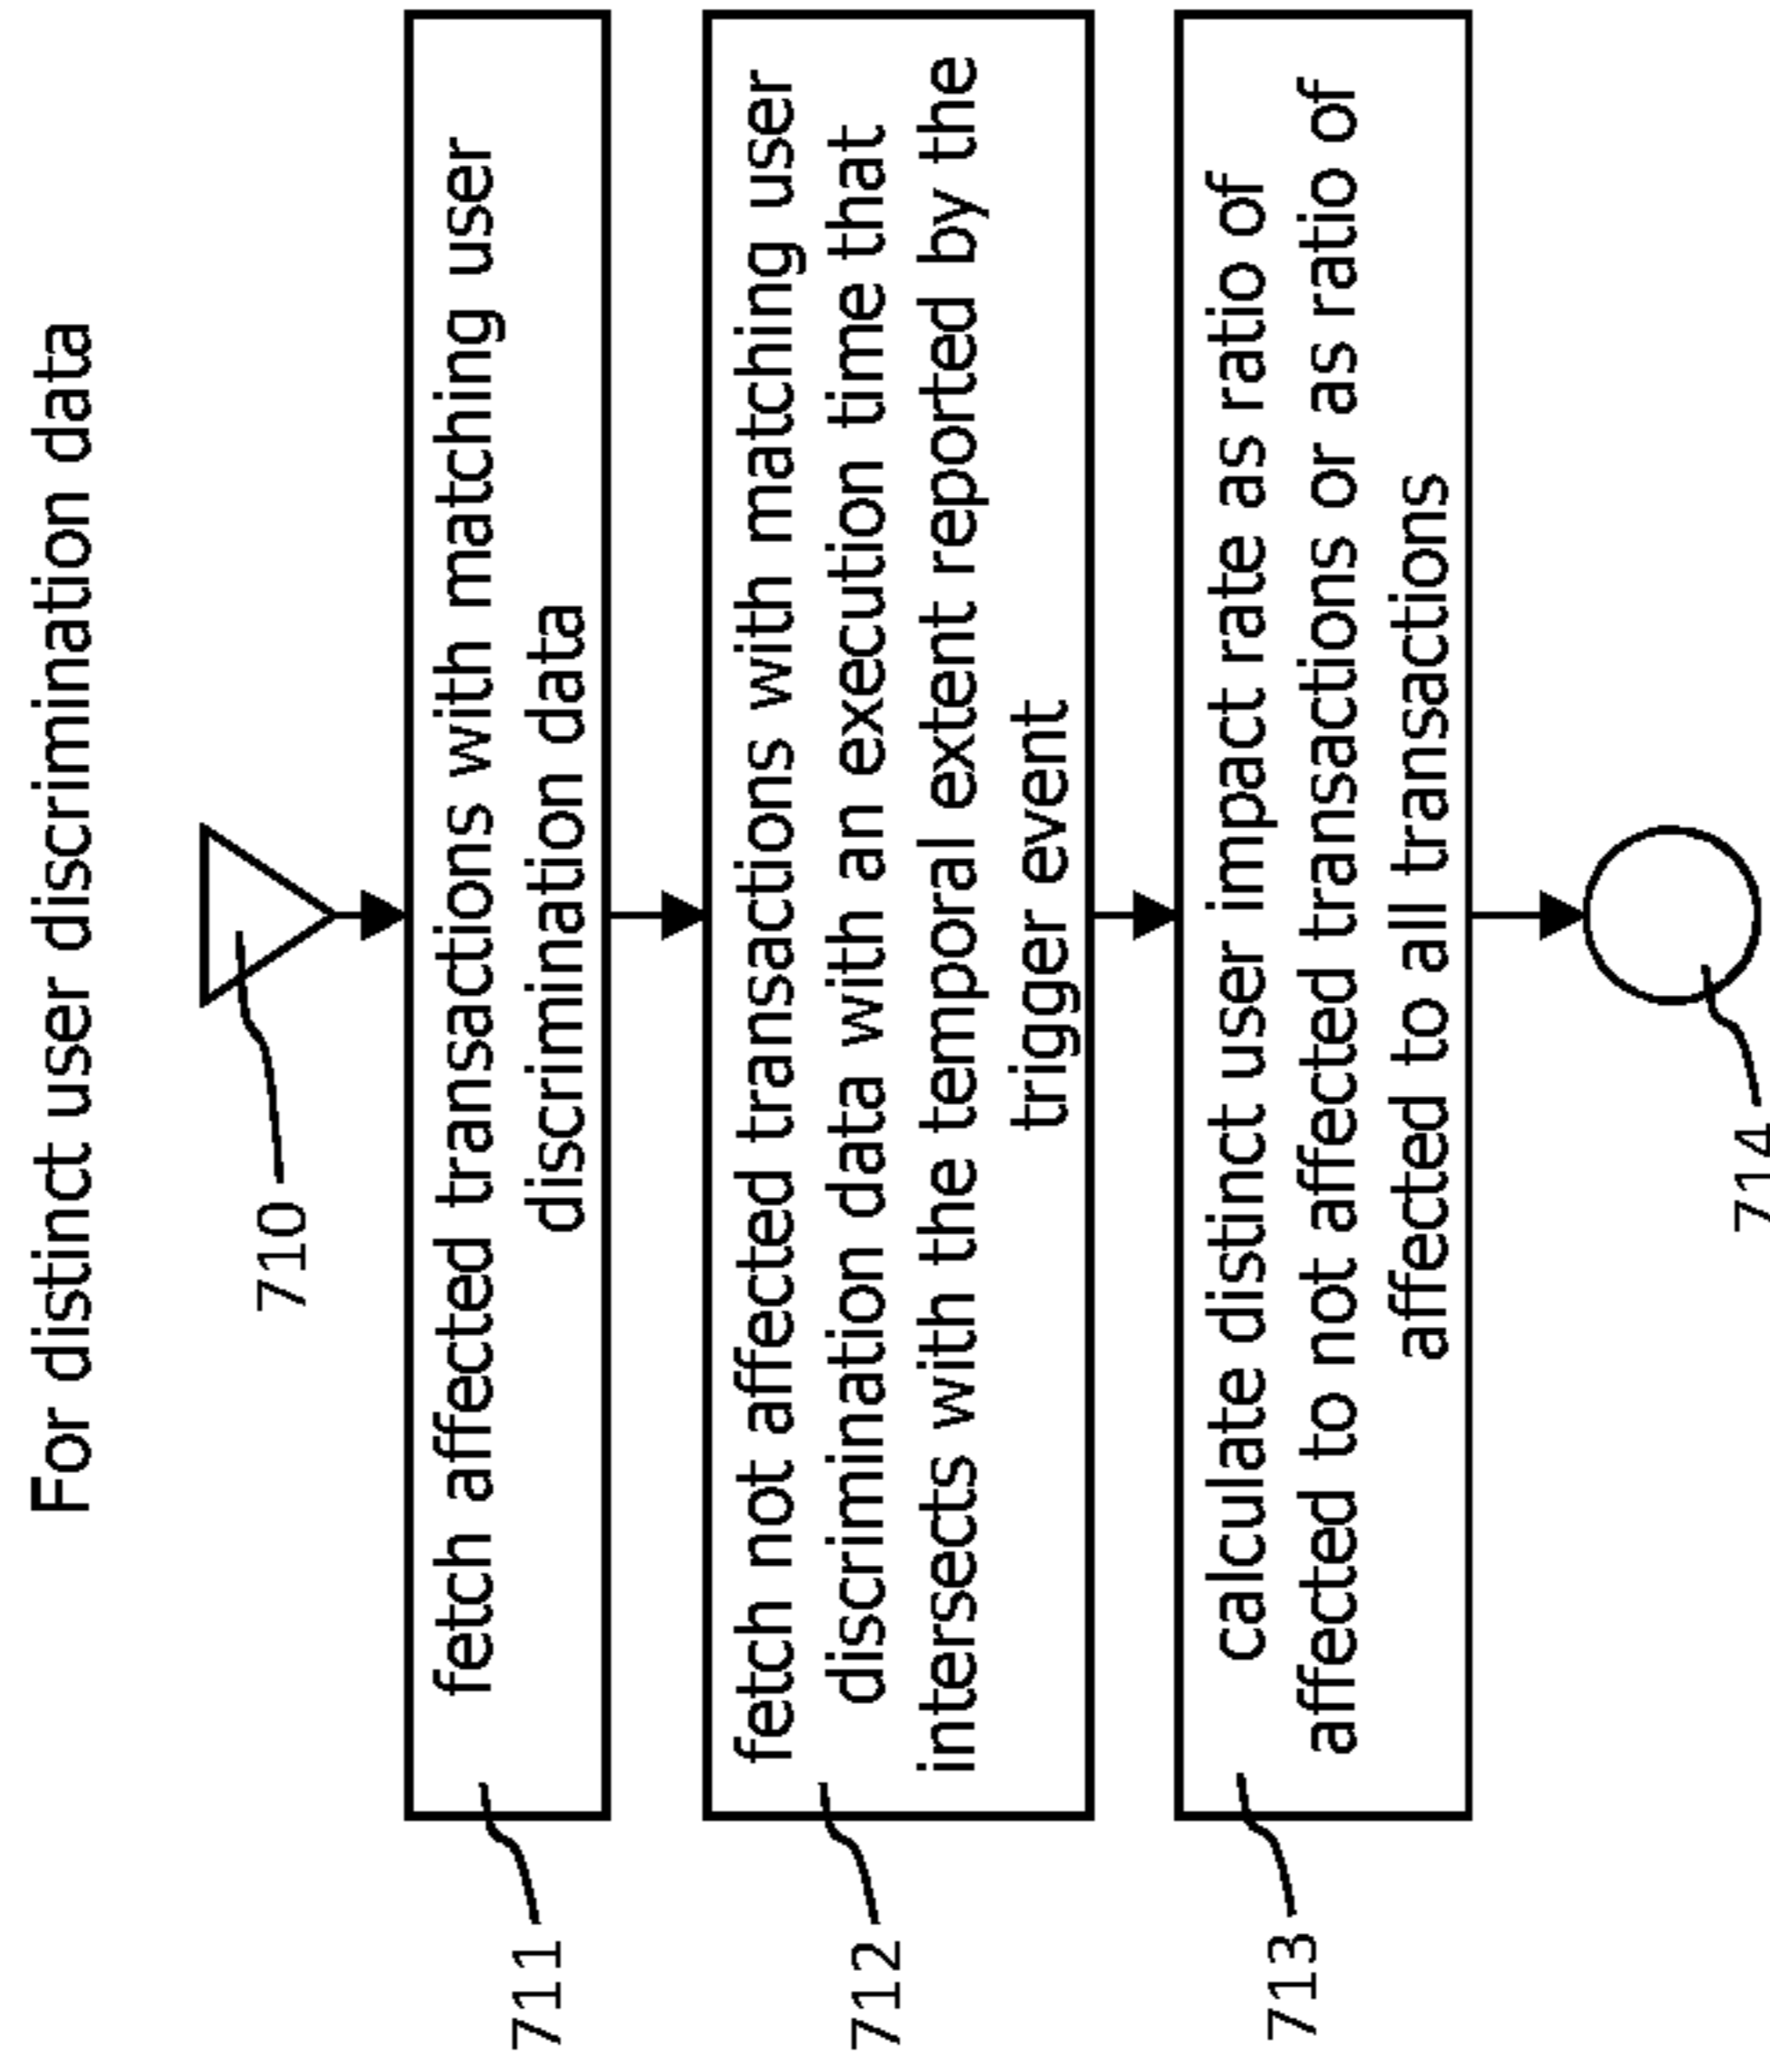 For distinct user discrimination data
710
711
fetch affected transactions with matching user
discrimination data
712
fetch not affected transactions with matching user
discrimination data with an execution time that
intersects with the temporal extent reported by the
trigger event
713
calculate distinct user impact rate as ratio of
affected to not affected transactions or as ratio of
affected to all transactions
714